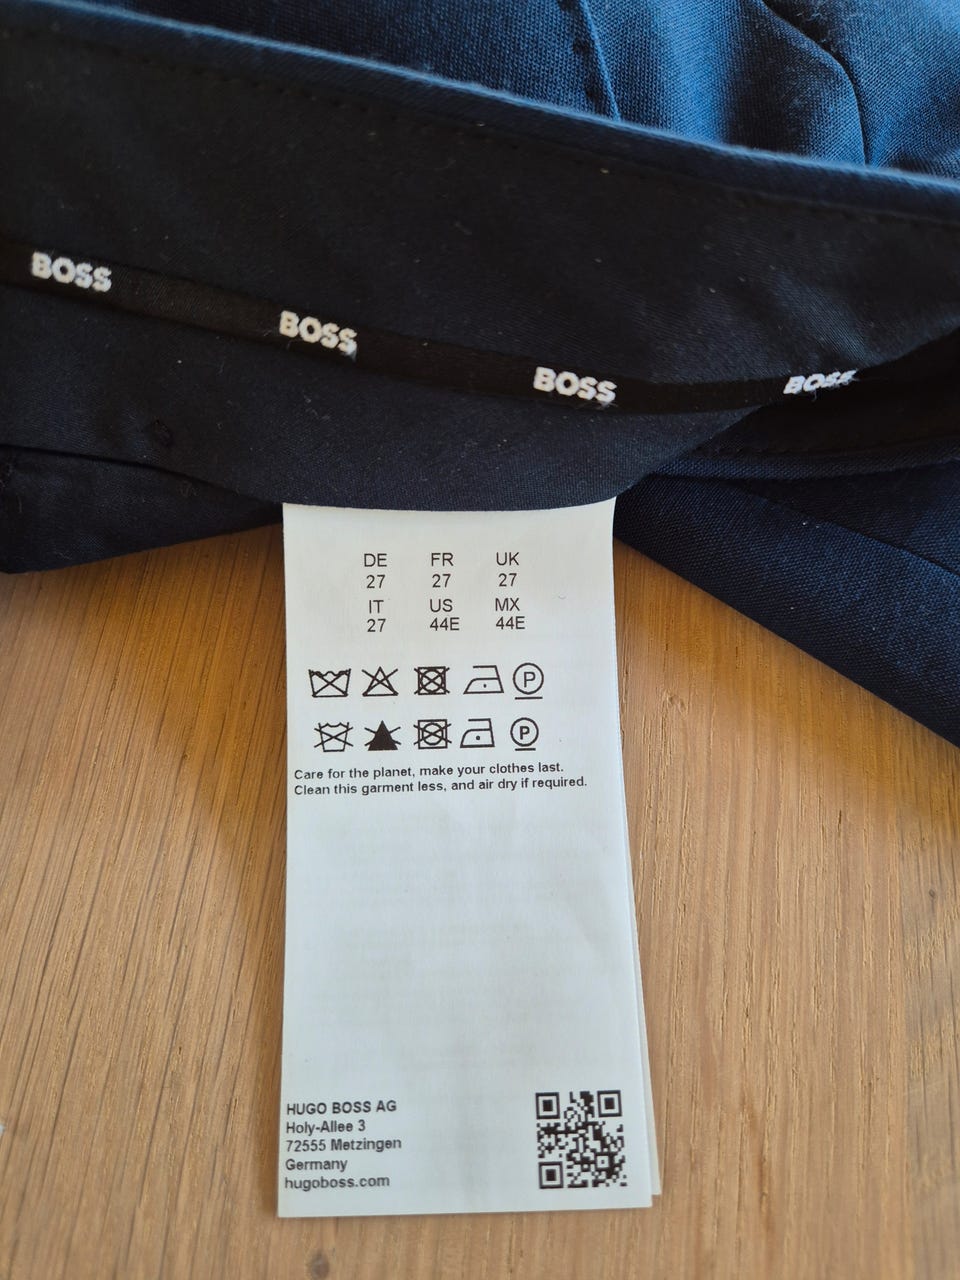 BOSS
BOSS
BOSS
BOSS
DE FR UK
27 27 27
IT US MX
27 44E 44E
P
P
Care for the planet, make your clothes last.
Clean this garment less, and air dry if required.
HUGO BOSS AG
Holy-Allee 3
72555 Metzingen
Germany
hugoboss.com